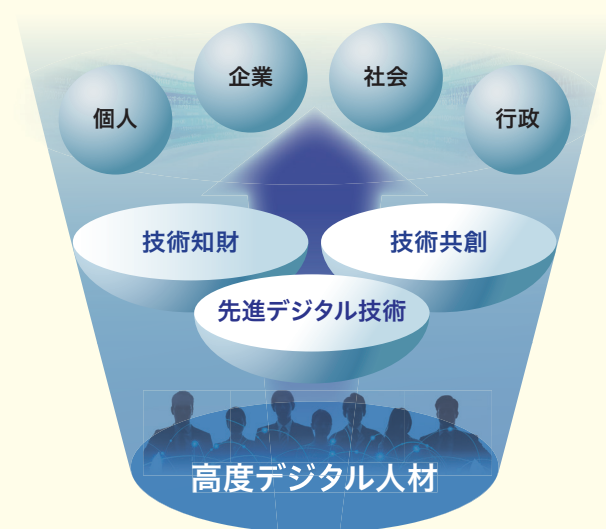 企業
社会
個人
行政
技術知財
技術共創
先進デジタル技術
高度デジタル人材